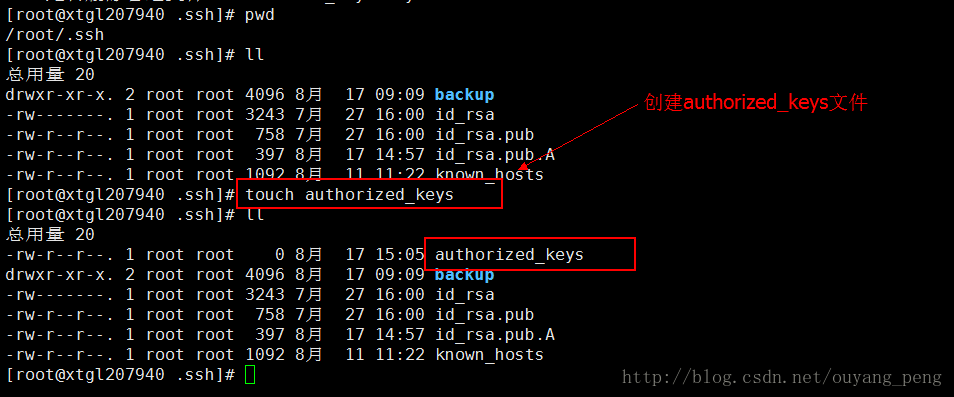 [root@xtgl207940 .ssh]# pwd
/root/.ssh
[root@xtgl207940 .ssh]# ll
总用量 20
drwxr-xr-x. 2 root root 4096 8月  17 09:09 backup
-rw-------. 1 root root 3243 7月  27 16:00 id_rsa
-rw-r--r--. 1 root root  758 7月  27 16:00 id_rsa.pub
-rw-r--r--. 1 root root  397 8月  17 14:57 id_rsa.pub.A
-rw-r--r--. 1 root root 1092 8月  11 11:22 known_hosts
创建authorized_keys文件
[root@xtgl207940 .ssh]# touch authorized_keys
[root@xtgl207940 .ssh]# ll
总用量 20
-rw-r--r--. 1 root root    0 8月  17 15:05 authorized_keys
drwxr-xr-x. 2 root root 4096 8月  17 09:09 backup
-rw-------. 1 root root 3243 7月  27 16:00 id_rsa
-rw-r--r--. 1 root root  758 7月  27 16:00 id_rsa.pub
-rw-r--r--. 1 root root  397 8月  17 14:57 id_rsa.pub.A
-rw-r--r--. 1 root root 1092 8月  11 11:22 known_hosts
[root@xtgl207940 .ssh]#
http://blog.csdn.net/ouyang_peng